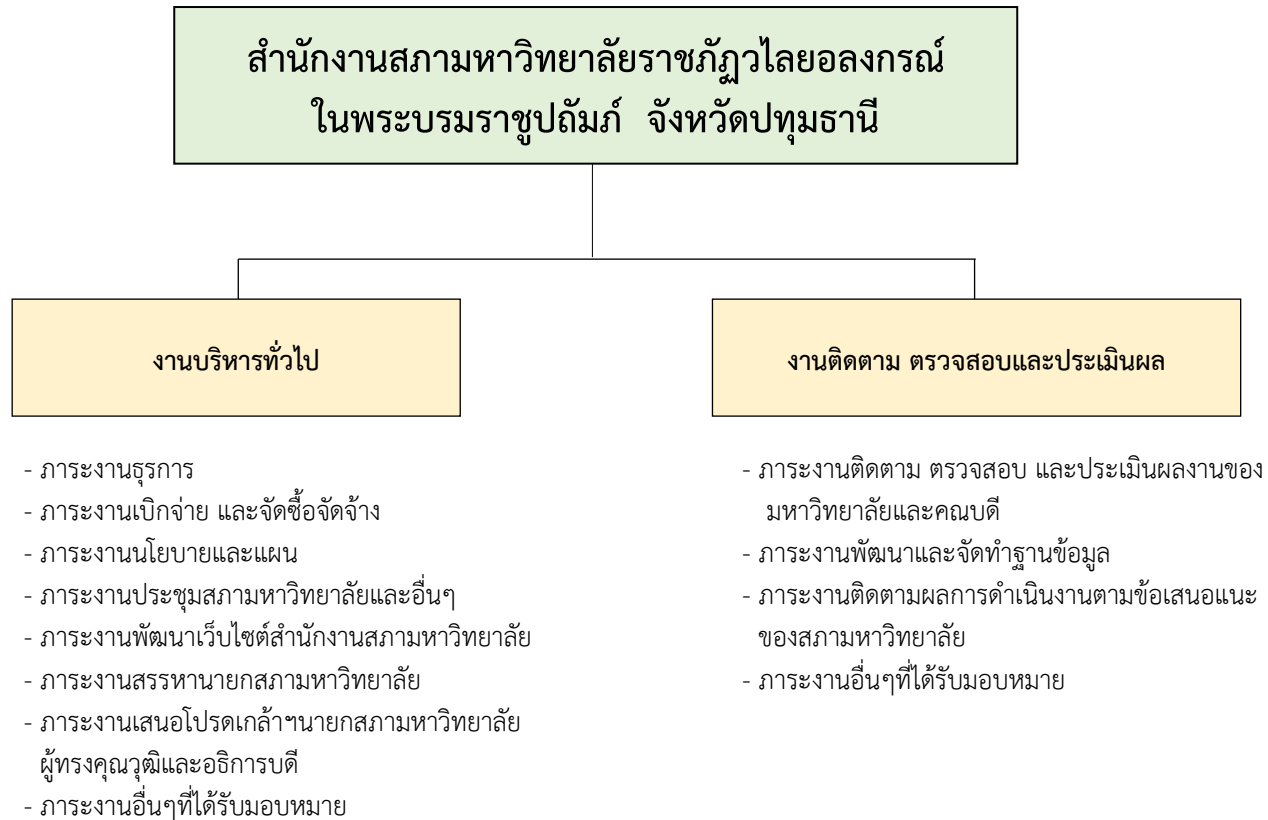 สำนักงานสภามหาวิทยาลัยราชภัฏวไลยอลงกรณ์
ในพระบรมราชูปถัมภ์ จังหวัดปทุมธานี
งานบริหารทั่วไป
- ภาระงานธุรการ
- ภาระงานเบิกจ่าย และจัดซื้อจัดจ้าง
- ภาระงานนโยบายและแผน
- ภาระงานประชุมสภามหาวิทยาลัยและอื่นๆ
- ภาระงานพัฒนาเว็บไซต์สำนักงานสภามหาวิทยาลัย
- ภาระงานสรรหานายกสภามหาวิทยาลัย
- ภาระงานเสนอโปรดเกล้าฯนายกสภามหาวิทยาลัย
ผู้ทรงคุณวุฒิและอธิการบดี
- ภาระงานอื่นๆที่ได้รับมอบหมาย
งานติดตาม ตรวจสอบและประเมินผล
- ภาระงานติดตาม ตรวจสอบ และประเมินผลงานของ
มหาวิทยาลัยและคณบดี
- ภาระงานพัฒนาและจัดทำฐานข้อมูล
- ภาระงานติดตามผลการดำเนินงานตามข้อเสนอแนะ
ของสภามหาวิทยาลัย
- ภาระงานอื่นๆที่ได้รับมอบหมาย